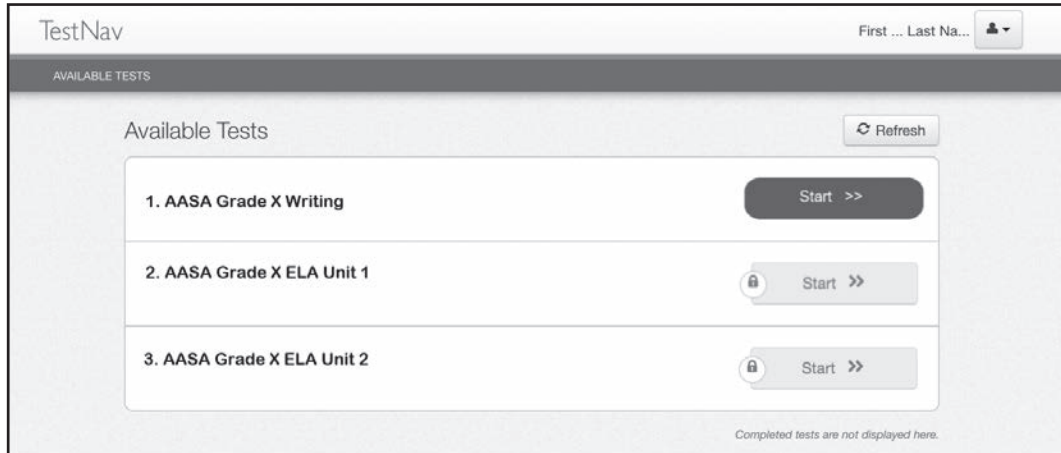 TestNav
First ... Last Na...
AVAILABLE TESTS
Available Tests
Refresh
1. AASA Grade X Writing
Start >>
2. AASA Grade X ELA Unit 1
Start >>
3. AASA Grade X ELA Unit 2
Start >>
Completed tests are not displayed here.